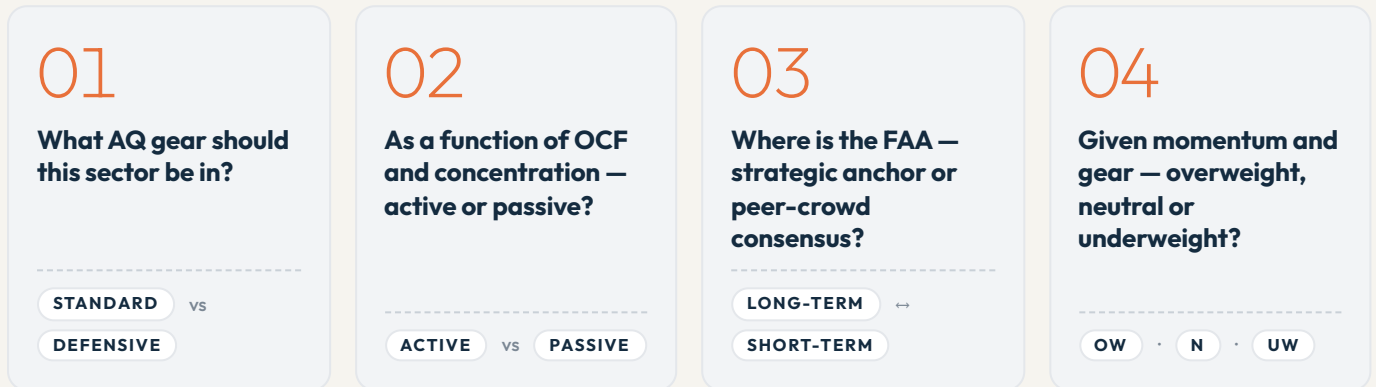 01
What AQ gear should
this sector be in?
STANDARD vs
DEFENSIVE
02
As a function of OCF
and concentration —
active or passive?
ACTIVE vs PASSIVE
03
Where is the FAA —
strategic anchor or
peer-crowd
consensus?
LONG-TERM ↔
SHORT-TERM
04
Given momentum and
gear — overweight,
neutral or
underweight?
OW · N · UW